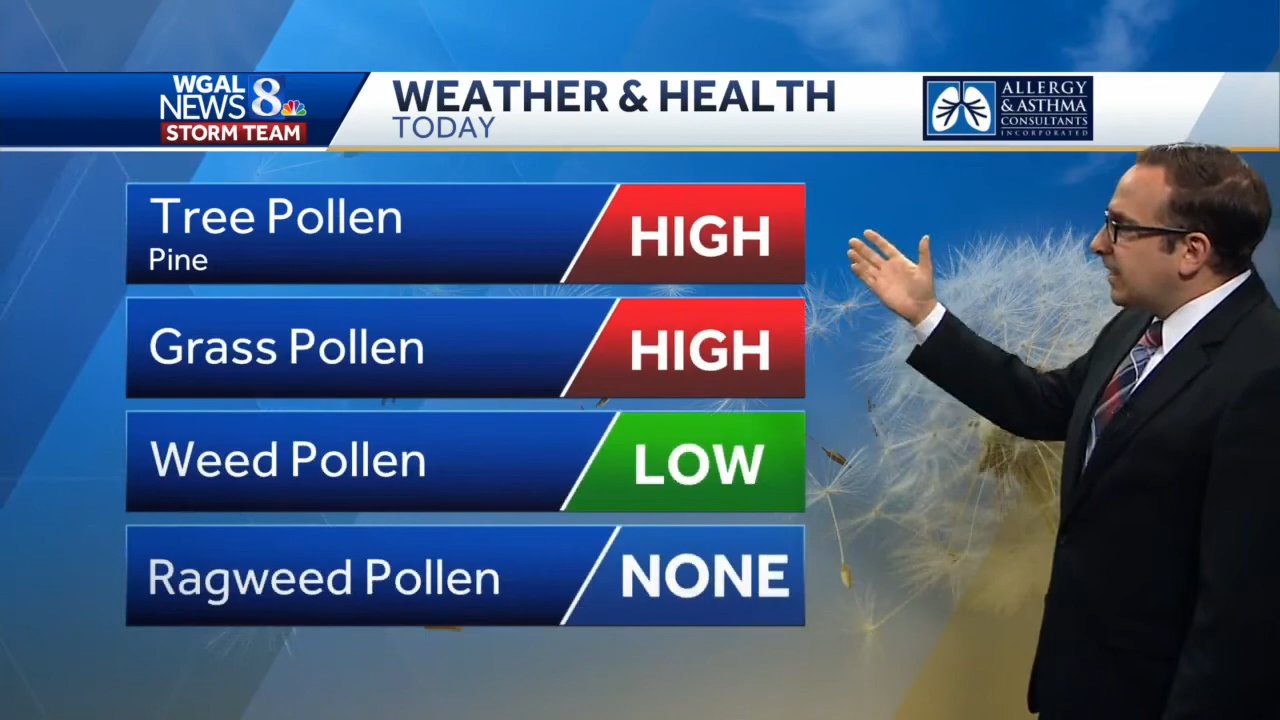 WGAL
NEWS 8
STORM TEAM
WEATHER & HEALTH
TODAY
ALLERGY
& ASTHMA
CONSULTANTS
INCORPORATED
Tree Pollen
Pine
HIGH
Grass Pollen
HIGH
Weed Pollen
LOW
Ragweed Pollen
NONE